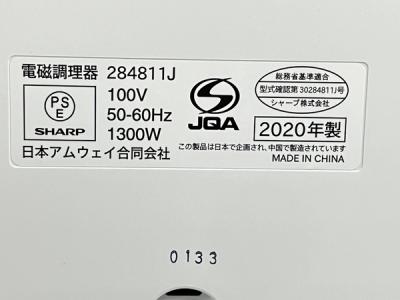 電磁調理器 284811J
PS
E
SHARP
100V
50-60Hz
1300W
JQA
総務省基準適合
型式確認第30284811J号
シャープ株式会社
2020年製
日本アムウェイ合同会社
この製品は日本で企画され、中国で製造されています
MADE IN CHINA
0133